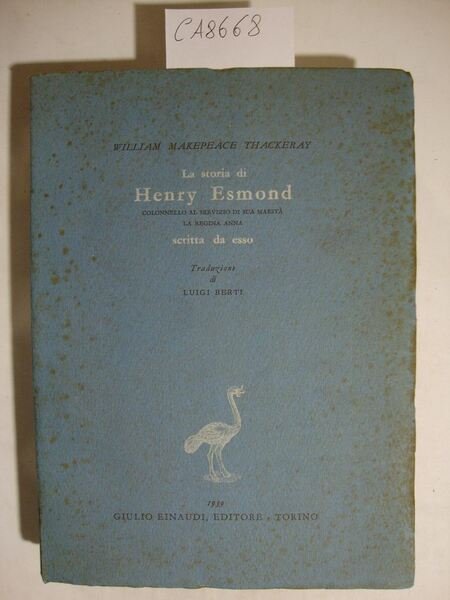 CA8668
WILLIAM MAKEPEACE THACKERAY
La storia di
Henry Esmond
COLONNELLO AL SERVIZIO DI SUA MAESTÀ
LA REGINA ANNA
scritta da esso
Traduzione
di
LUIGI BERTI
1939
GIULIO EINAUDI, EDITORE - TORINO